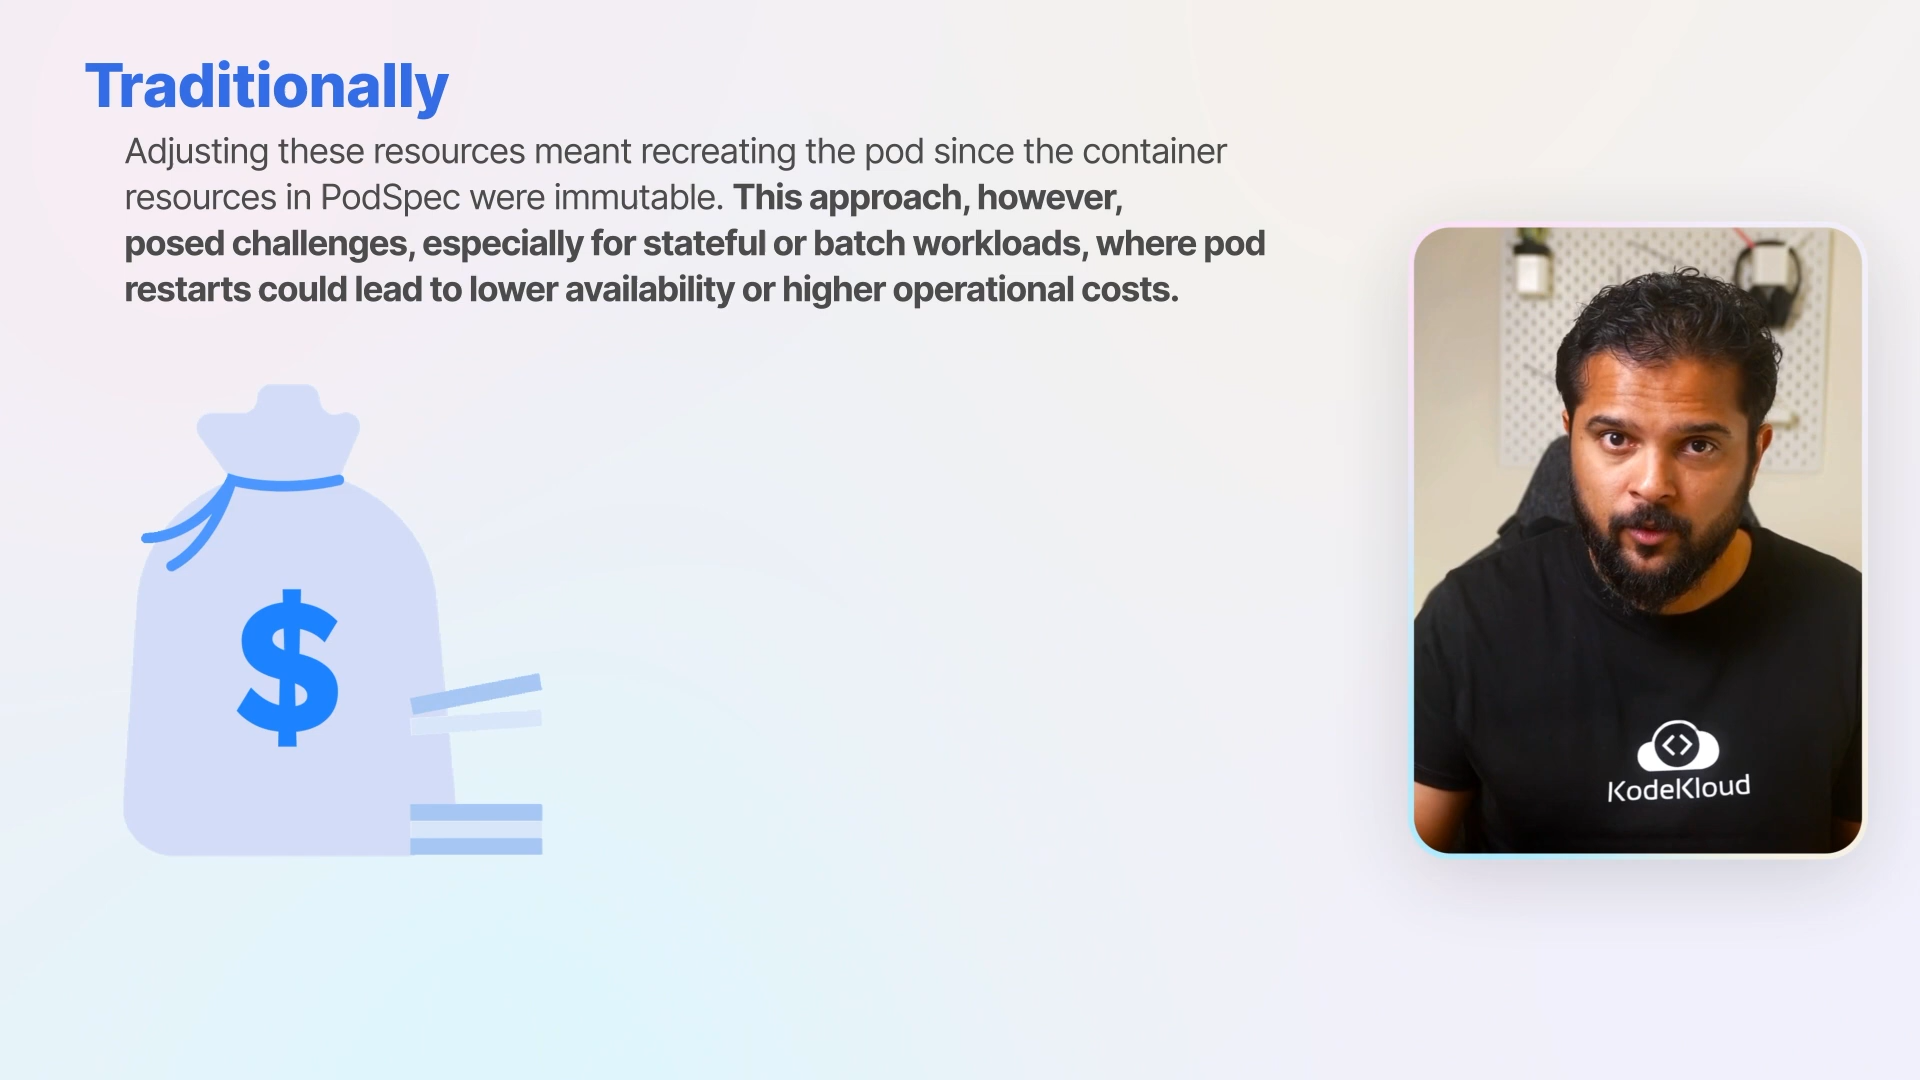 Traditionally
Adjusting these resources meant recreating the pod since the container
resources in PodSpec were immutable. This approach, however,
posed challenges, especially for stateful or batch workloads, where pod
restarts could lead to lower availability or higher operational costs.
$
<>
KodeKloud